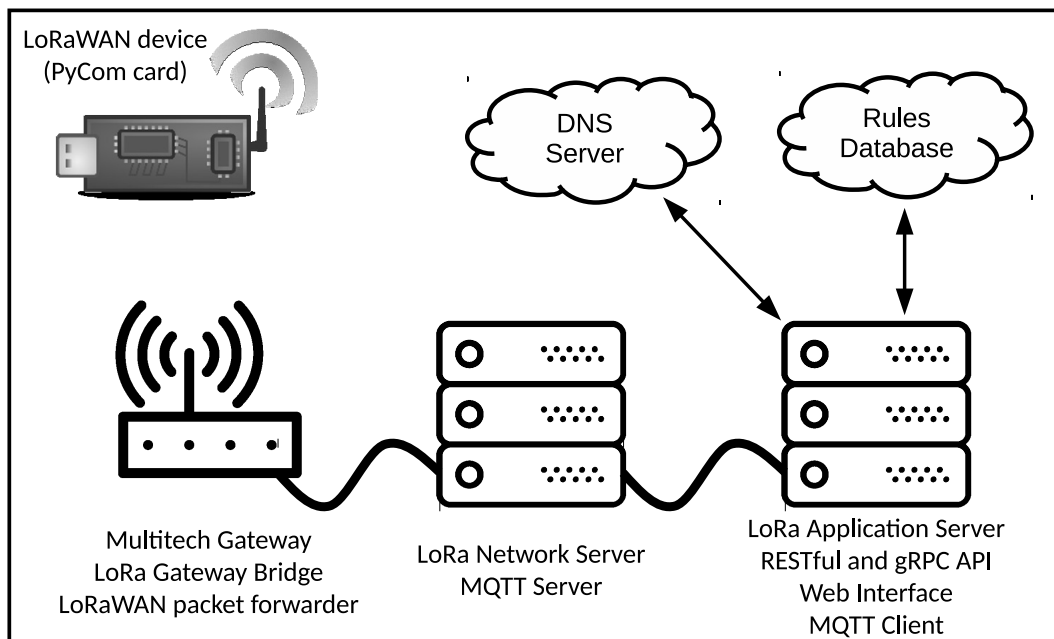 LoRaWAN device
(PyCom card)
DNS
Server
Rules
Database
Multitech Gateway
LoRa Gateway Bridge
LoRaWAN packet forwarder
LoRa Network Server
MQTT Server
LoRa Application Server
RESTful and gRPC API
Web Interface
MQTT Client